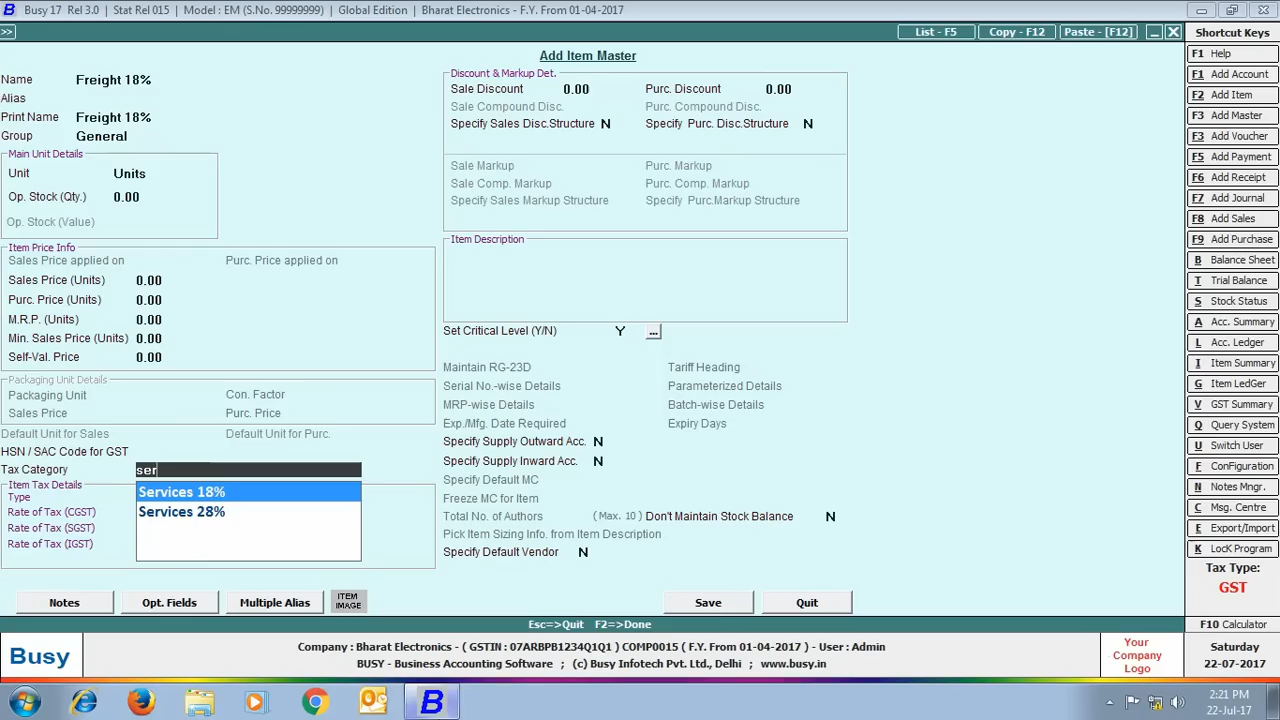 Busy 17 Rel 3.0 | Stat Rel 015 | Model : EM (S.No. 99999999) | Global Edition | Bharat Electronics - F.Y. From 01-04-2017
>> List - F5 Copy - F12 Paste - [F12]
Add Item Master
Name Freight 18%
Alias
Print Name Freight 18%
Group General
Main Unit Details
Unit Units
Op. Stock (Qty.) 0.00
Op. Stock (Value)
Item Price Info
Sales Price applied on Purc. Price applied on
Sales Price (Units) 0.00
Purc. Price (Units) 0.00
M.R.P. (Units) 0.00
Min. Sales Price (Units) 0.00
Self-Val. Price 0.00
Packaging Unit Details
Packaging Unit Con. Factor
Sales Price Purc. Price
Default Unit for Sales Default Unit for Purc.
HSN / SAC Code for GST
Tax Category ser
Services 18%
Services 28%
Item Tax Details
Type
Rate of Tax (CGST)
Rate of Tax (SGST)
Rate of Tax (IGST)
Notes Opt. Fields Multiple Alias ITEM IMAGE
Discount & Markup Det.
Sale Discount 0.00 Purc. Discount 0.00
Sale Compound Disc. Purc. Compound Disc.
Specify Sales Disc.Structure N Specify Purc. Disc.Structure N
Sale Markup Purc. Markup
Sale Comp. Markup Purc. Comp. Markup
Specify Sales Markup Structure Specify Purc.Markup Structure
Item Description
Set Critical Level (Y/N) Y ...
Maintain RG-23D Tariff Heading
Serial No.-wise Details Parameterized Details
MRP-wise Details Batch-wise Details
Exp./Mfg. Date Required Expiry Days
Specify Supply Outward Acc. N
Specify Supply Inward Acc. N
Specify Default MC
Freeze MC for Item
Total No. of Authors (Max. 10) Don't Maintain Stock Balance N
Pick Item Sizing Info. from Item Description
Specify Default Vendor N
Save Quit
Esc=>Quit F2=>Done
Shortcut Keys
F1 Help
F1 Add Account
F2 Add Item
F3 Add Master
F3 Add Voucher
F5 Add Payment
F6 Add Receipt
F7 Add Journal
F8 Add Sales
F9 Add Purchase
B Balance Sheet
T Trial Balance
S Stock Status
A Acc. Summary
L Acc. Ledger
I Item Summary
G Item LedGer
V GST Summary
Q Query System
U Switch User
F ConFiguration
N Notes Mngr.
C Msg. Centre
E Export/Import
K LocK Program
Tax Type:
GST
F10 Calculator
Busy
Company : Bharat Electronics - ( GSTIN : 07ARBPB1234Q1Q1 ) COMP0015 ( F.Y. From 01-04-2017 ) - User : Admin
BUSY - Business Accounting Software ; (c) Busy Infotech Pvt. Ltd., Delhi ; www.busy.in
Your
Company
Logo
Saturday
22-07-2017
2:21 PM
22-Jul-17